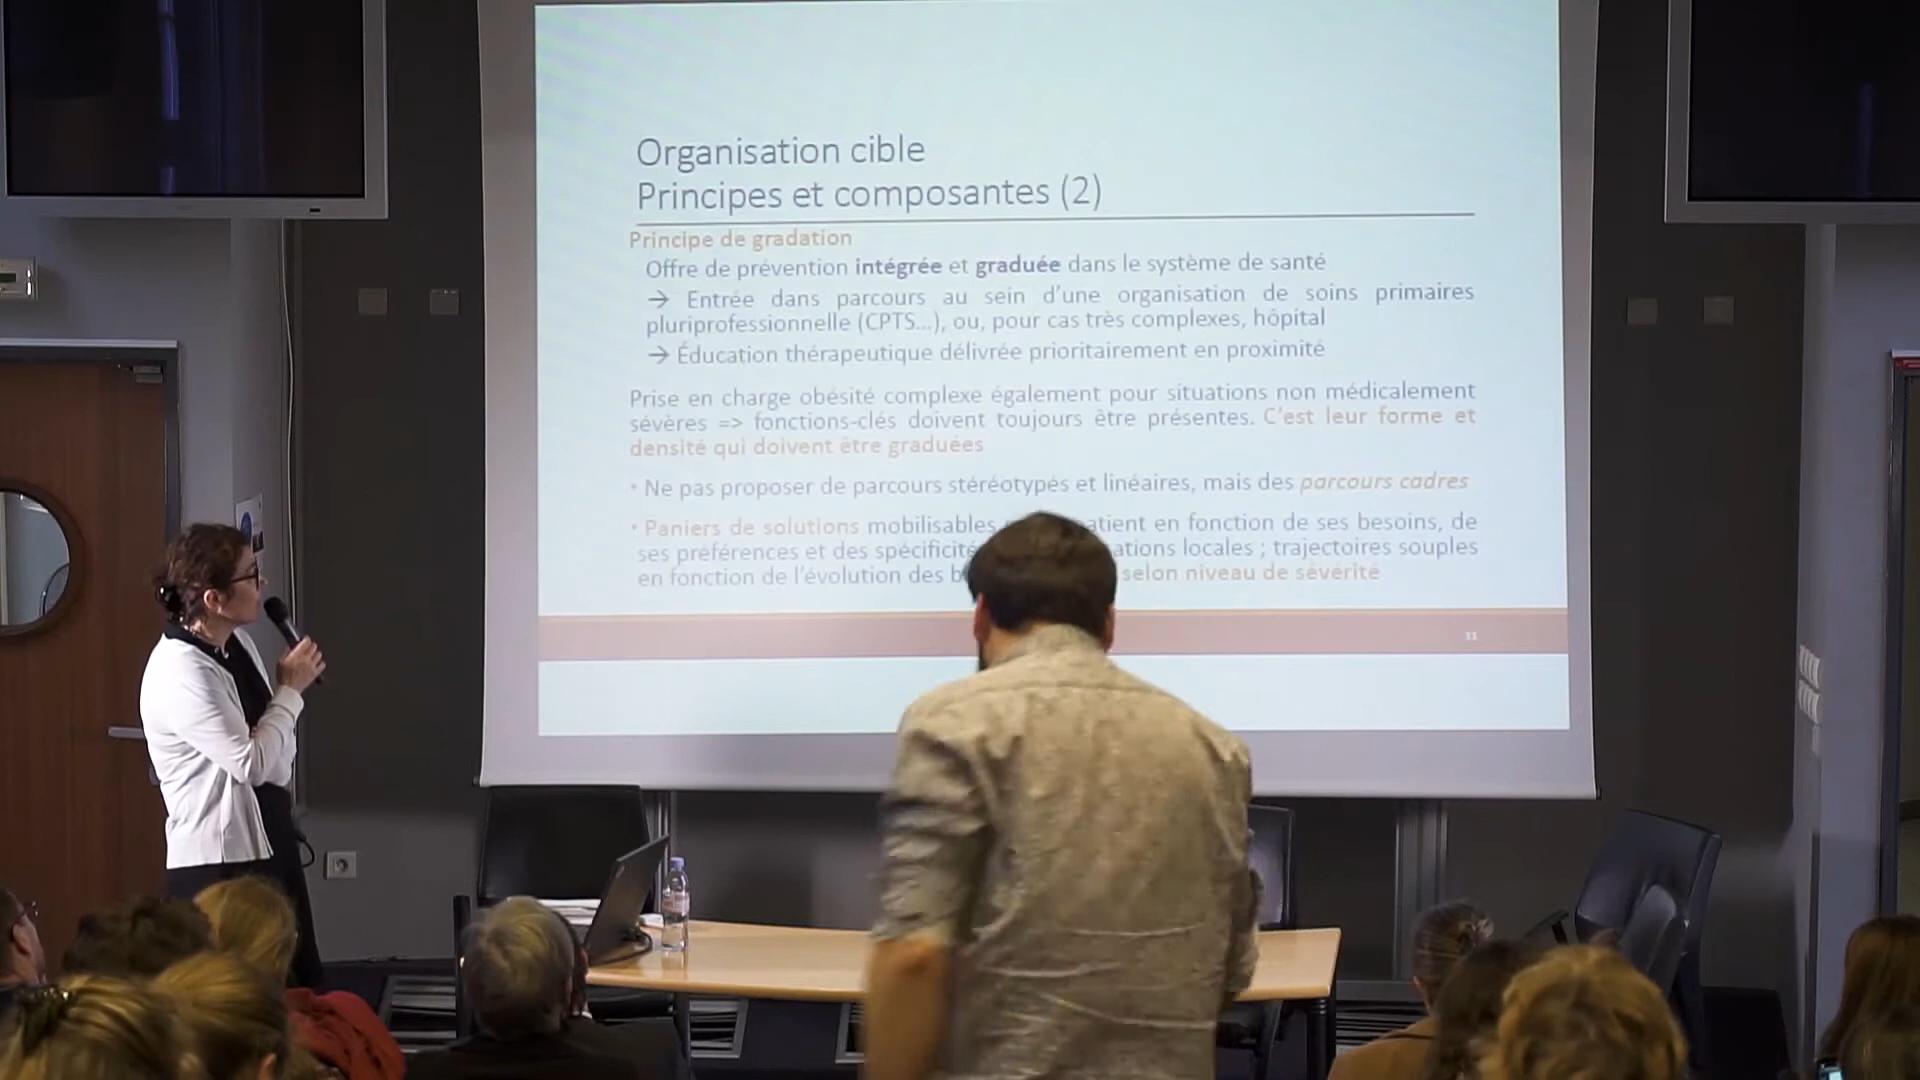 Organisation cible
Principes et composantes (2)
Principe de gradation
Offre de prévention intégrée et graduée dans le système de santé
→ Entrée dans parcours au sein d'une organisation de soins primaires
pluriprofessionnelle (CPTS...), ou, pour cas très complexes, hôpital
→ Éducation thérapeutique délivrée prioritairement en proximité
Prise en charge obésité complexe également pour situations non médicalement
sévères => fonctions-clés doivent toujours être présentes. C'est leur forme et
densité qui doivent être graduées
• Ne pas proposer de parcours stéréotypés et linéaires, mais des parcours cadres
• Paniers de solutions mobilisables en fonction de ses besoins, de
ses préférences et des locales ; trajectoires souples
en fonction de l'évolution des selon niveau de sévérité
11